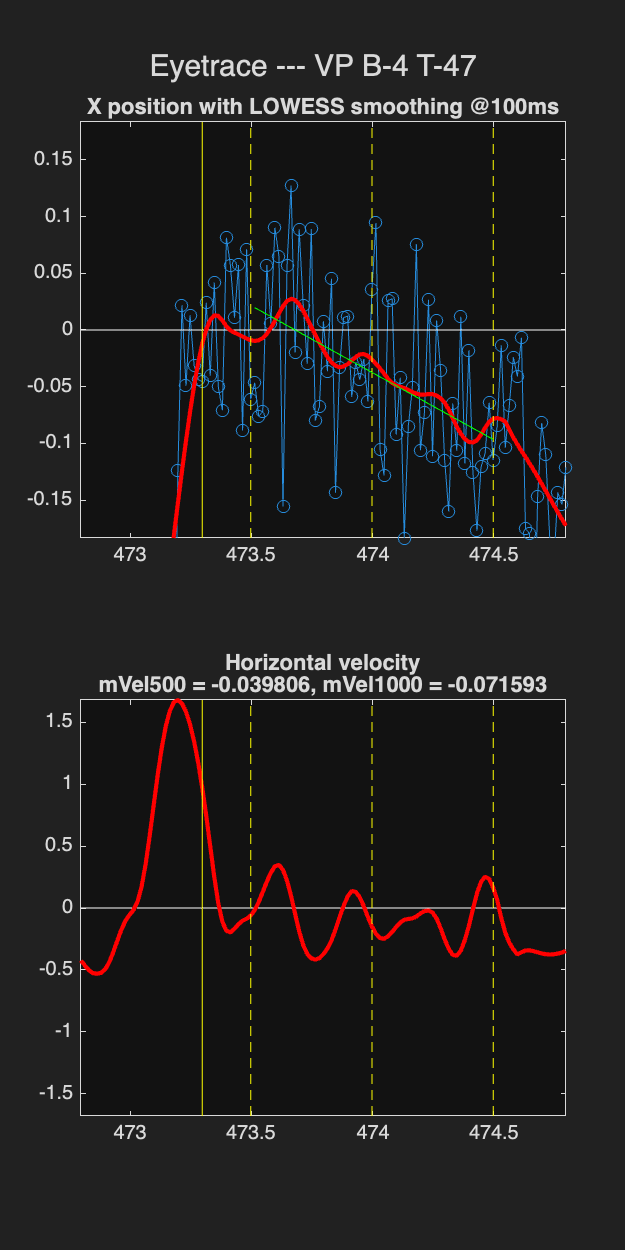 Eyetrace --- VP B-4 T-47
X position with LOWESS smoothing @100ms
0.15
0.1
0.05
0
-0.05
-0.1
-0.15
473 473.5 474 474.5
Horizontal velocity
mVel500 = -0.039806, mVel1000 = -0.071593
1.5
1
0.5
0
-0.5
-1
-1.5
473 473.5 474 474.5